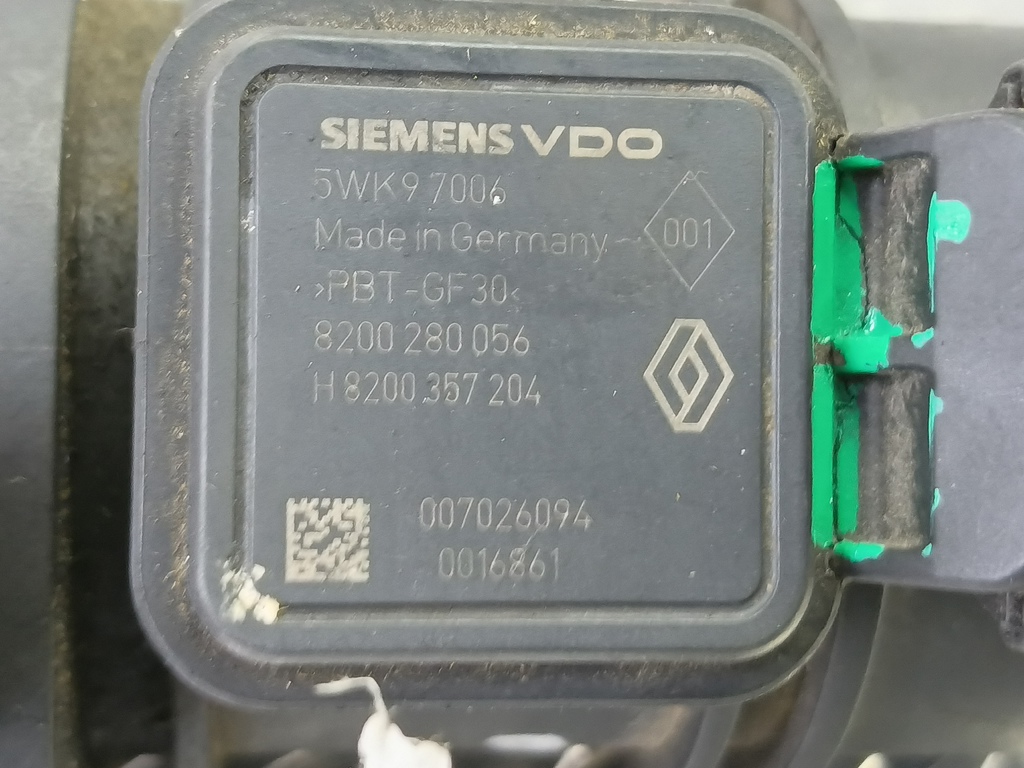 SIEMENS VDO
5WK9 7006
Made in Germany
001
>PBT-GF30<
8200 280 056
H 8200 357 204
007026094
0016861